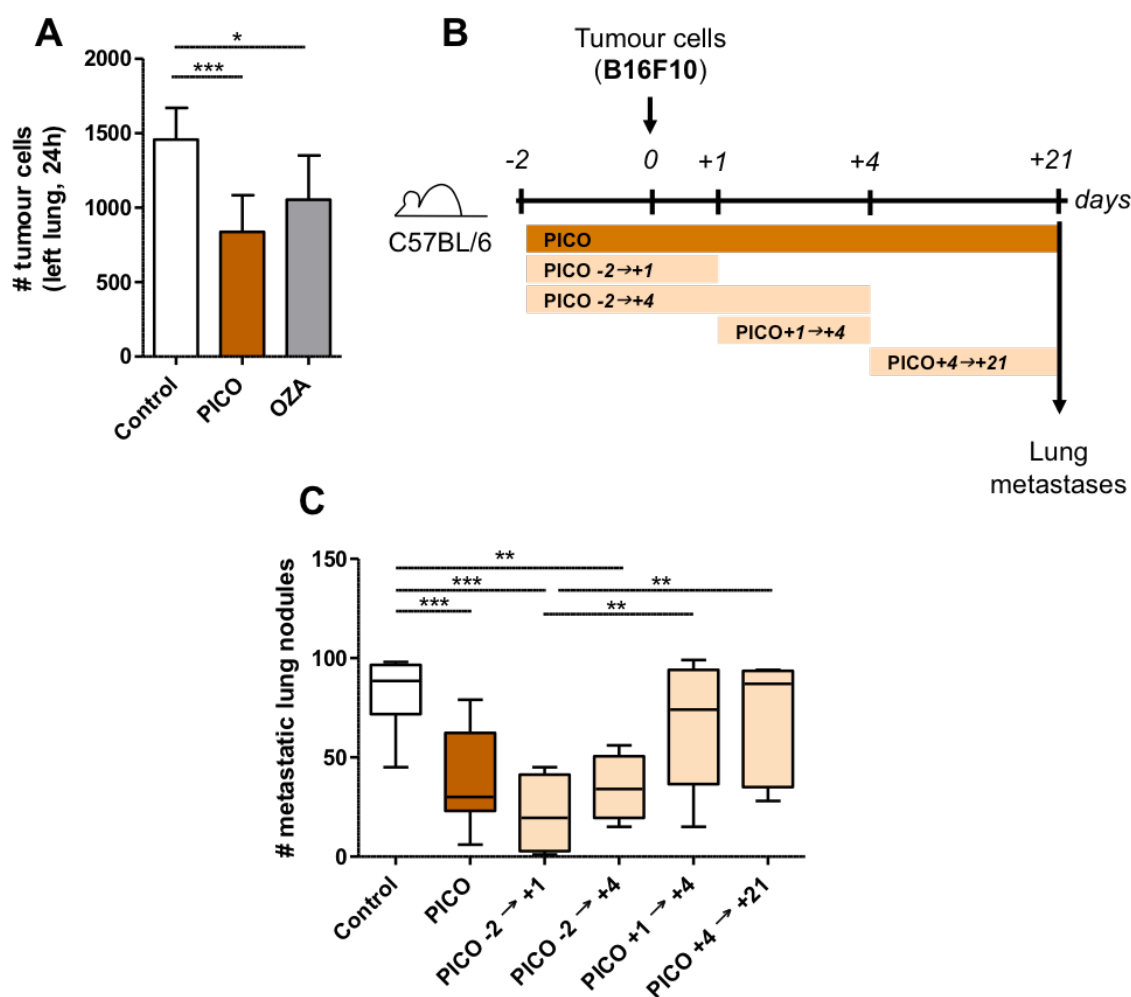 A
*
***
2000
1500
1000
500
0
# tumour cells
(left lung, 24h)
Control
PICO
OZA
B
Tumour cells
(B16F10)
-2 0 +1 +4 +21
days
C57BL/6
PICO
PICO -2→+1
PICO -2→+4
PICO+1→+4
PICO+4→+21
Lung
metastases
C
**
*** **
*** **
150
100
50
0
# metastatic lung nodules
Control
PICO
PICO -2 → +1
PICO -2 → +4
PICO +1 → +4
PICO +4 → +21